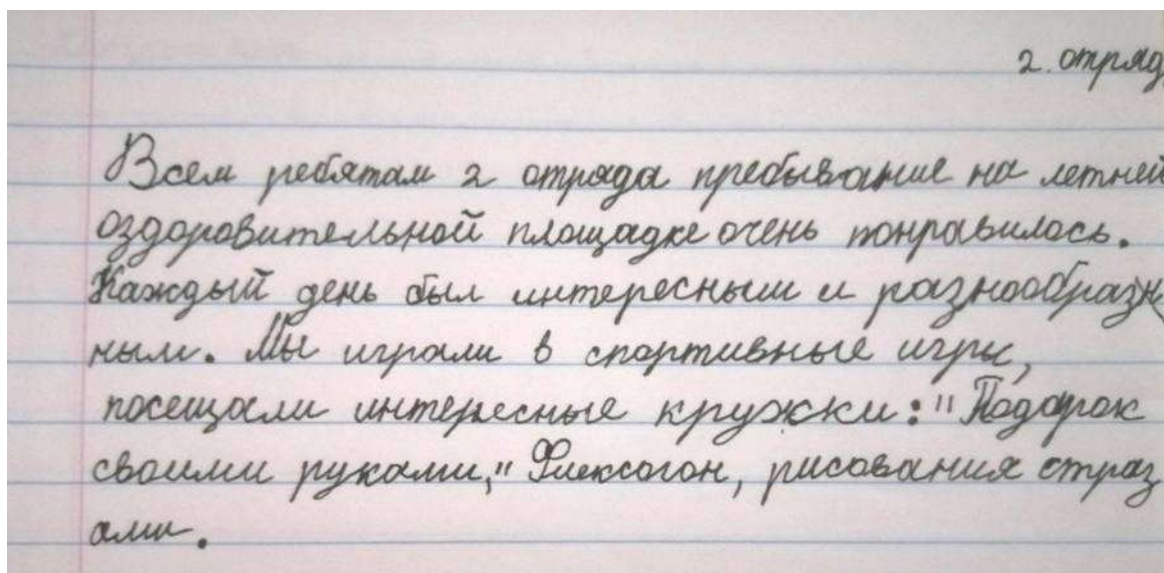 2. отряд
Всем ребятам 2 отряда пребывание на летней
оздоровительной площадке очень понравилось.
Каждый день был интересным и разнообразн
ным. Мы играли в спортивные игры,
посещали интересные кружки: "Подарок
своими руками," Флексогон, рисования страз
ами.